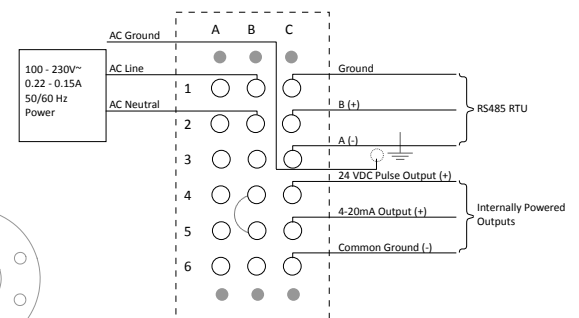 A B C
AC Ground
100 - 230V~
0.22 - 0.15A
50/60 Hz
Power
AC Line
AC Neutral
1
2
3
4
5
6
Ground
B (+)
A (-)
RS485 RTU
24 VDC Pulse Output (+)
4-20mA Output (+)
Common Ground (-)
Internally Powered
Outputs